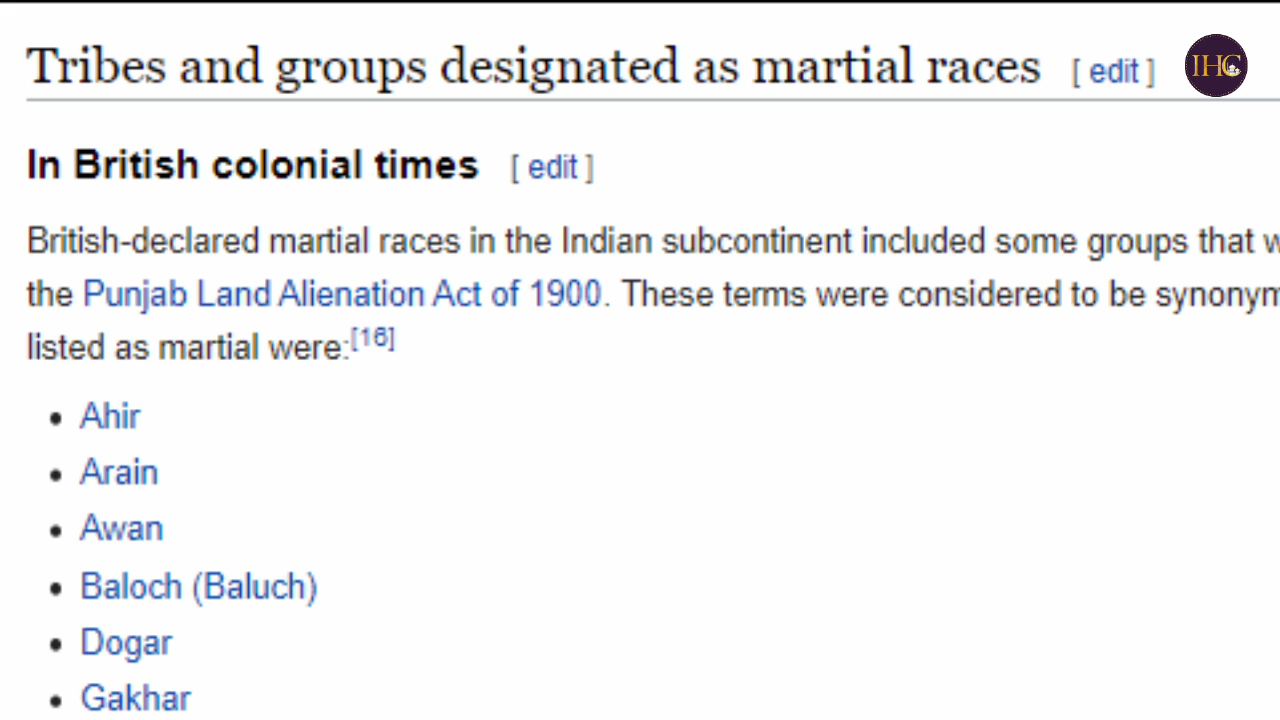 Tribes and groups designated as martial races [ edit ]
IHC
In British colonial times [ edit ]
British-declared martial races in the Indian subcontinent included some groups that
the Punjab Land Alienation Act of 1900. These terms were considered to be
listed as martial were:[16]
• Ahir
• Arain
• Awan
• Baloch (Baluch)
• Dogar
• Gakhar